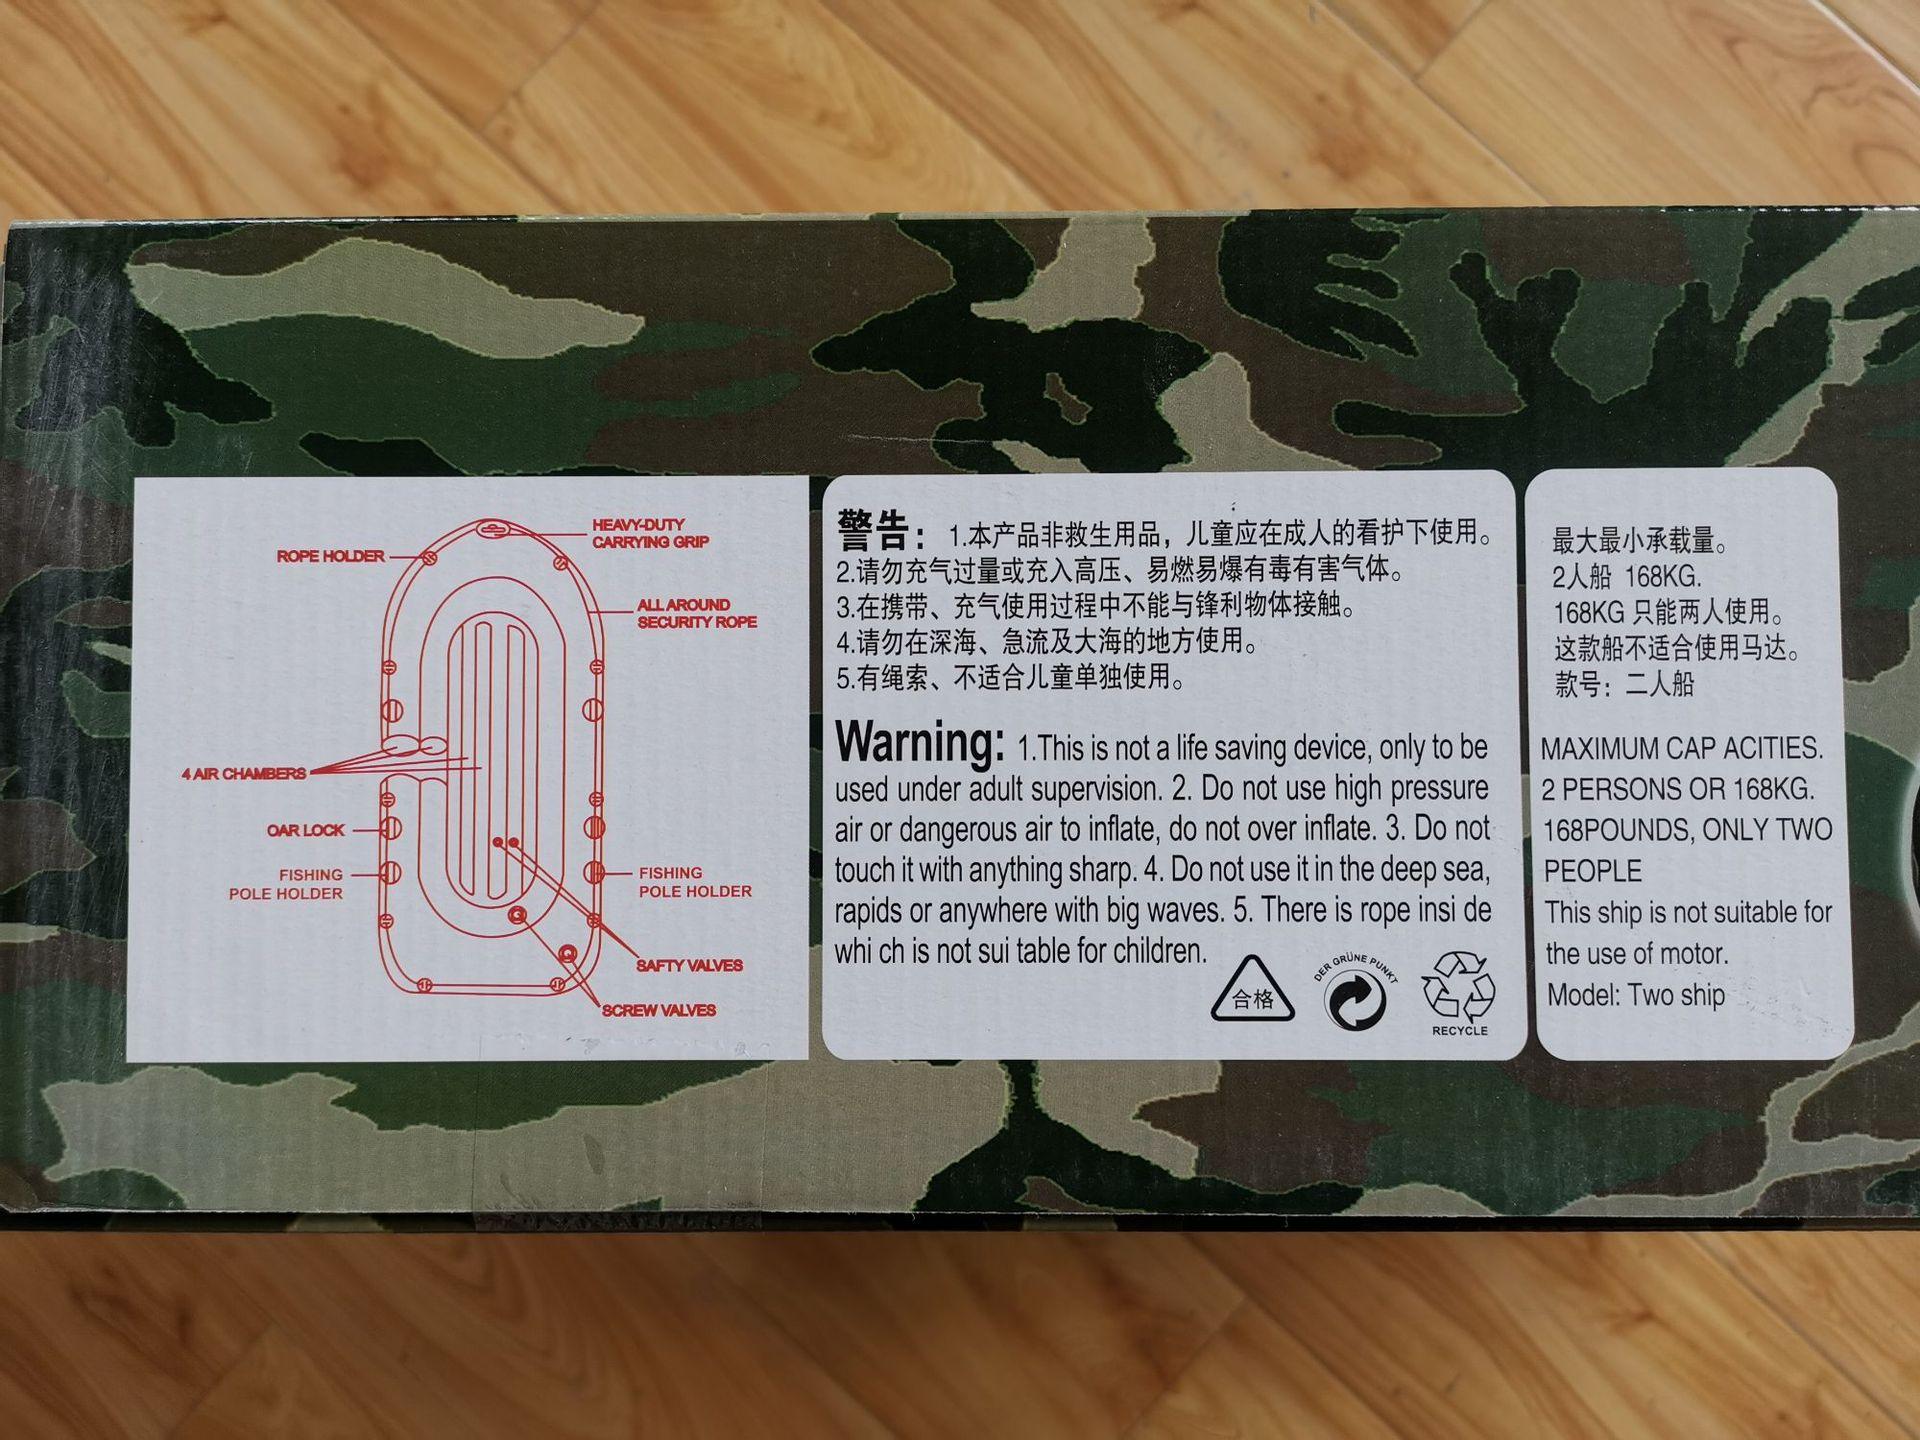 HEAVY-DUTY
CARRYING GRIP
ROPE HOLDER
ALL AROUND
SECURITY ROPE
4 AIR CHAMBERS
OAR LOCK
FISHING
POLE HOLDER
FISHING
POLE HOLDER
SAFTY VALVES
SCREW VALVES
警告：1.本产品非救生用品，儿童应在成人的看护下使用。
2.请勿充气过量或充入高压、易燃易爆有毒有害气体。
3.在携带、充气使用过程中不能与锋利物体接触。
4.请勿在深海、急流及大海的地方使用。
5.有绳索、不适合儿童单独使用。
Warning: 1.This is not a life saving device, only to be
used under adult supervision. 2. Do not use high pressure
air or dangerous air to inflate, do not over inflate. 3. Do not
touch it with anything sharp. 4. Do not use it in the deep sea,
rapids or anywhere with big waves. 5. There is rope insi de
whi ch is not sui table for children.
合格
DER GRÜNE PUNKT
RECYCLE
最大最小承载量。
2人船 168KG.
168KG 只能两人使用。
这款船不适合使用马达。
款号：二人船
MAXIMUM CAP ACITIES.
2 PERSONS OR 168KG.
168POUNDS, ONLY TWO
PEOPLE
This ship is not suitable for
the use of motor.
Model: Two ship